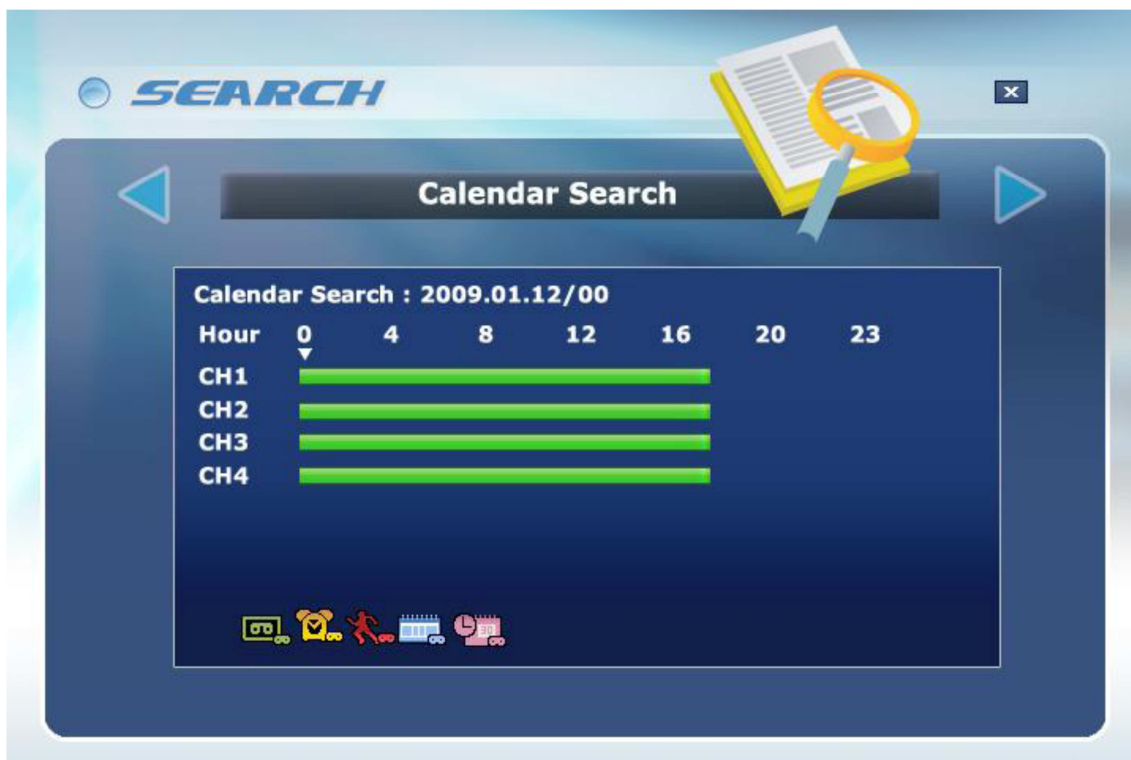 SEARCH
Calendar Search
Calendar Search : 2009.01.12/00
Hour 0 4 8 12 16 20 23
CH1
CH2
CH3
CH4